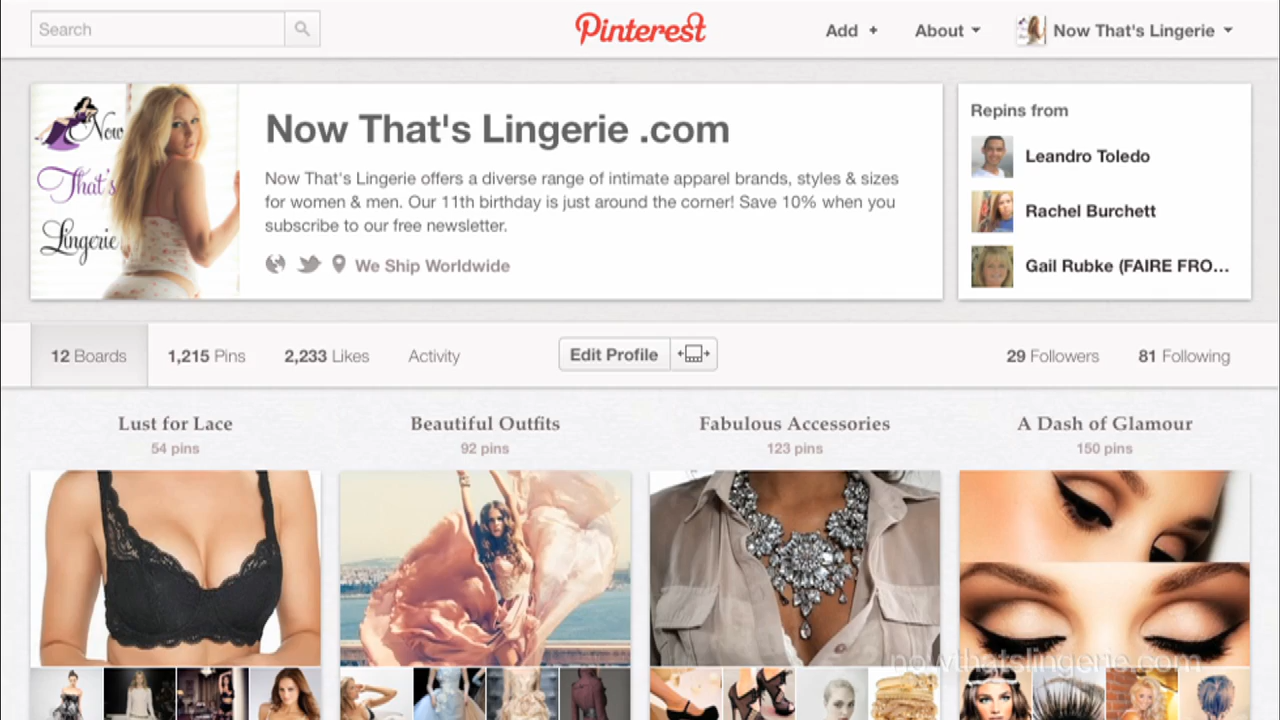 Search
Pinterest
Add +
About
Now That's Lingerie
Now
That's
Lingerie
Now That's Lingerie .com
Now That's Lingerie offers a diverse range of intimate apparel brands, styles & sizes
for women & men. Our 11th birthday is just around the corner! Save 10% when you
subscribe to our free newsletter.
We Ship Worldwide
Repins from
Leandro Toledo
Rachel Burchett
Gail Rubke (FAIRE FRO...
12 Boards
1,215 Pins
2,233 Likes
Activity
Edit Profile
29 Followers
81 Following
Lust for Lace
54 pins
Beautiful Outfits
92 pins
Fabulous Accessories
123 pins
A Dash of Glamour
150 pins
nowthatslingerie.com